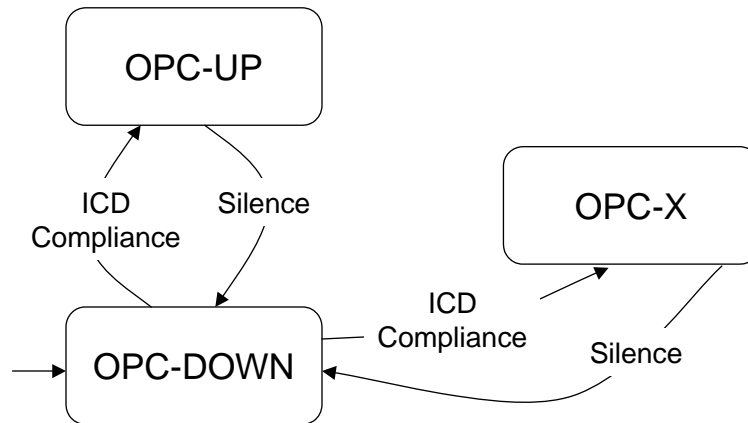 OPC-UP
ICD
Compliance
Silence
OPC-X
ICD
Compliance
Silence
OPC-DOWN